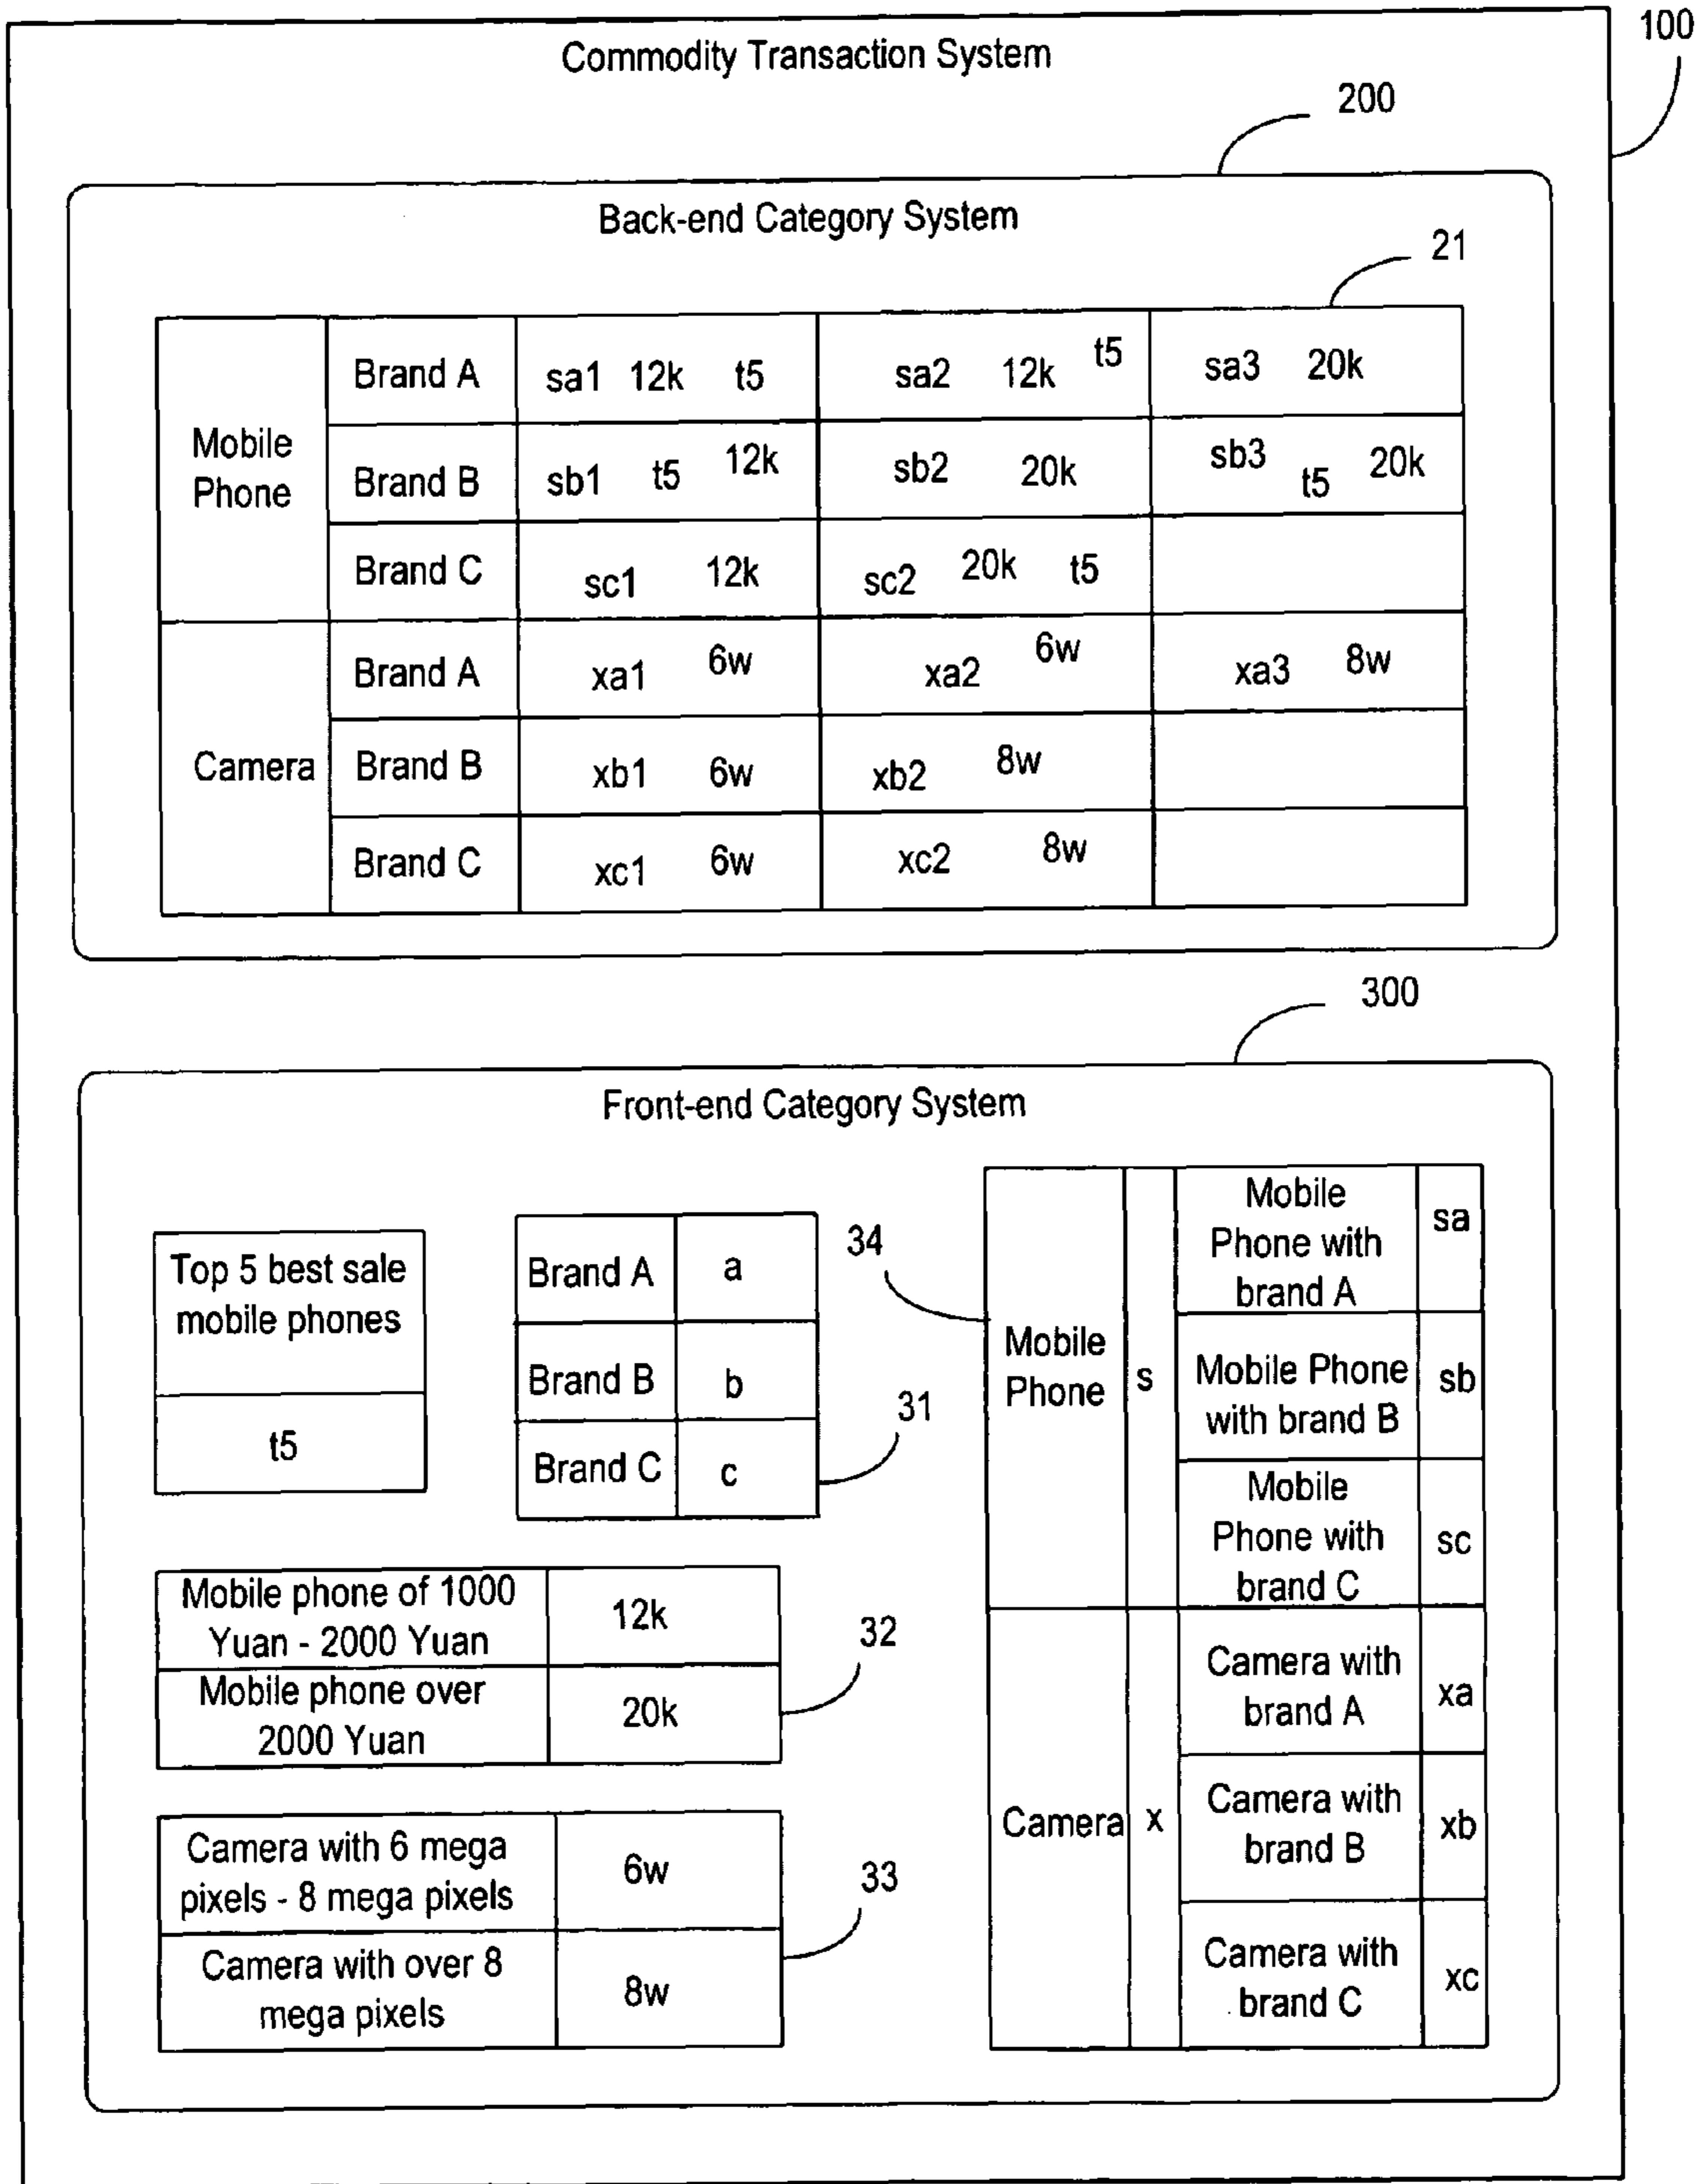 100
Commodity Transaction System
200
Back-end Category System
21
Mobile
Phone
Brand A
sa1 12k t5
sa2 12k t5
sa3 20k
Brand B
sb1 t5 12k
sb2 20k
sb3 t5 20k
Brand C
sc1 12k
sc2 20k t5
Camera
Brand A
xa1 6w
xa2 6w
xa3 8w
Brand B
xb1 6w
xb2 8w
Brand C
xc1 6w
xc2 8w
300
Front-end Category System
Top 5 best sale
mobile phones
t5
Brand A a
Brand B b
Brand C c
31
Mobile phone of 1000
Yuan - 2000 Yuan
12k
Mobile phone over
2000 Yuan
20k
32
Camera with 6 mega
pixels - 8 mega pixels
6w
Camera with over 8
mega pixels
8w
33
34
Mobile
Phone
s
Mobile
Phone with
brand A
sa
Mobile Phone
with brand B
sb
Mobile
Phone with
brand C
sc
Camera
x
Camera with
brand A
xa
Camera with
brand B
xb
Camera with
brand C
xc